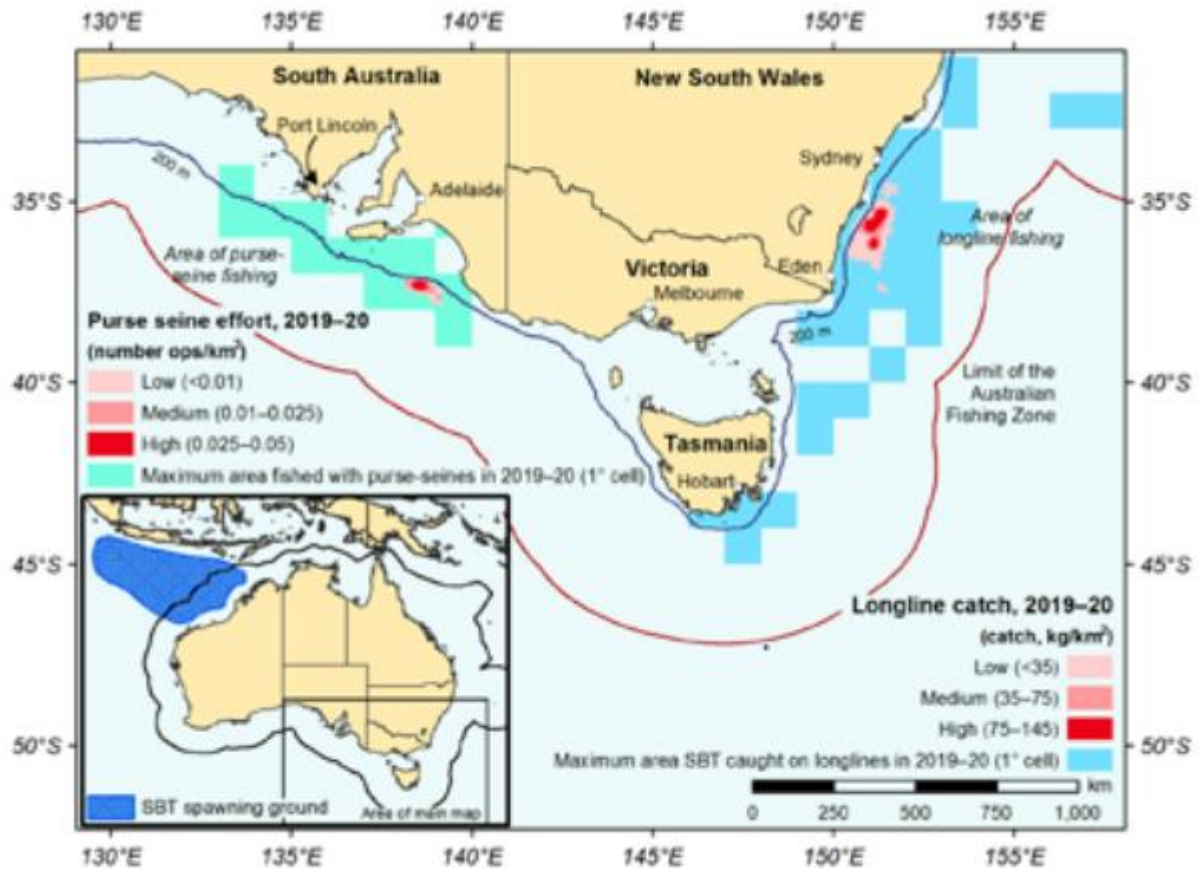 130°E 135°E 140°E 145°E 150°E 155°E
South Australia
New South Wales
Port Lincoln
200 m
Sydney
Adelaide
35°S
35°S
Area of
longline fishing
Area of purse-
seine fishing
Victoria
Eden
Melbourne
200 m
Purse seine effort, 2019–20
(number ops/km²)
Low (<0.01)
Medium (0.01–0.025)
High (0.025–0.05)
Maximum area fished with purse-seines in 2019–20 (1° cell)
40°S
40°S
Limit of the
Australian
Fishing Zone
Tasmania
Hobart
45°S
45°S
Longline catch, 2019–20
(catch, kg/km²)
Low (<35)
Medium (35–75)
High (75–145)
Maximum area SBT caught on longlines in 2019–20 (1° cell)
50°S
50°S
km
0 250 500 750 1,000
SBT spawning ground
Area of main map
130°E 135°E 140°E 145°E 150°E 155°E